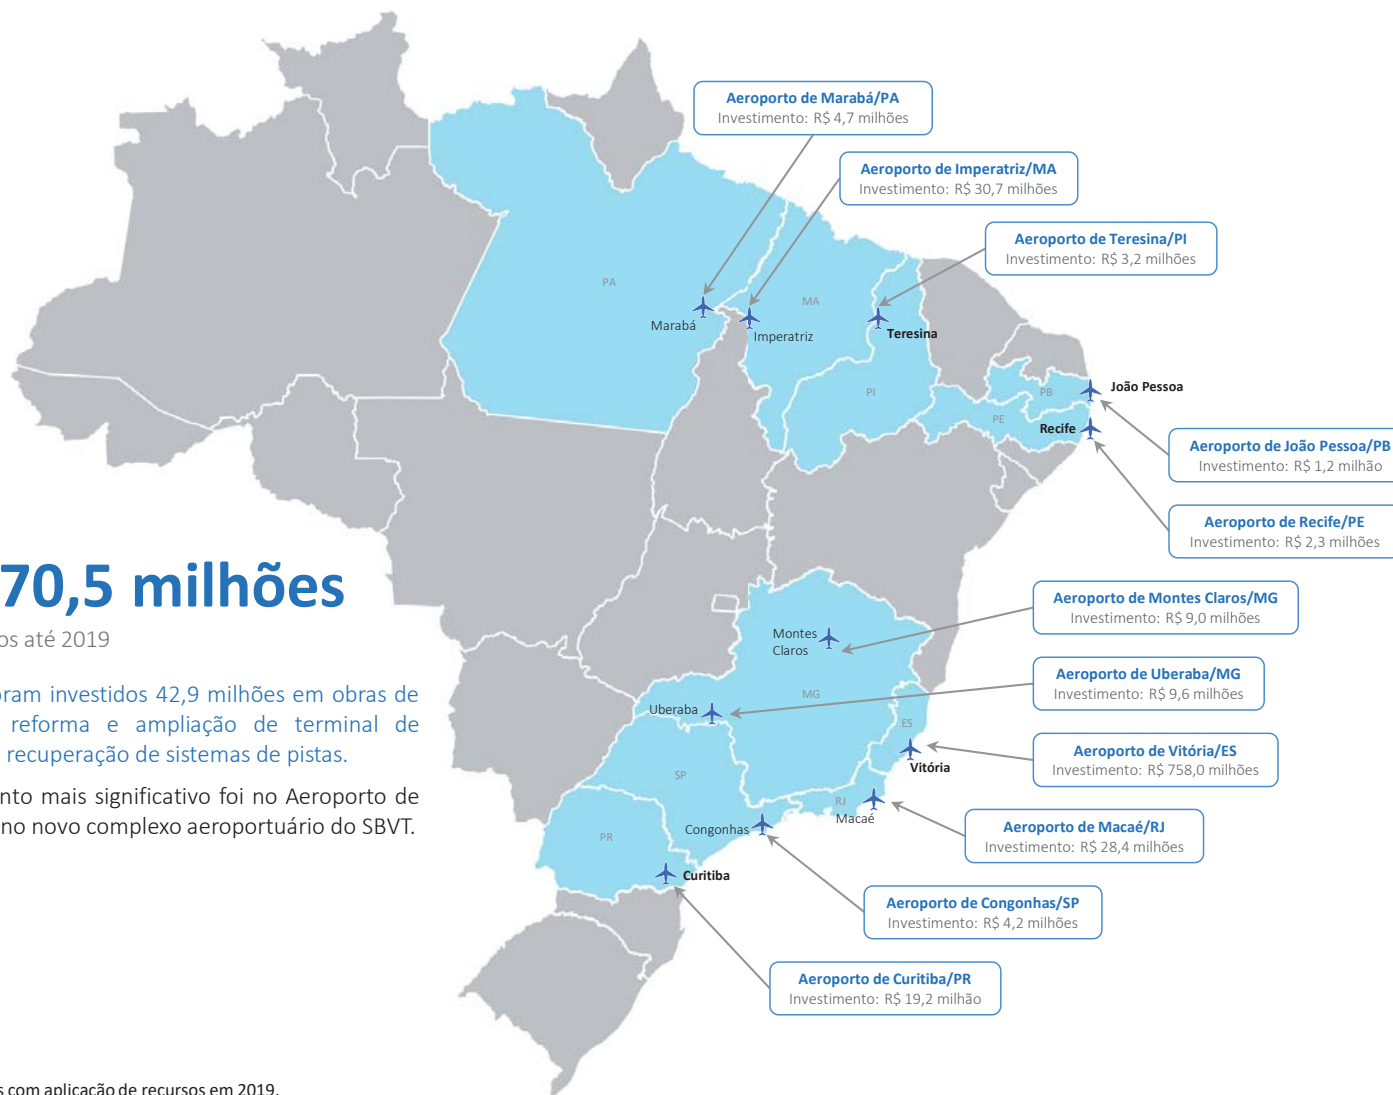 Aeroporto de Marabá/PA
Investimento: R$ 4,7 milhões
Aeroporto de Imperatriz/MA
Investimento: R$ 30,7 milhões
Aeroporto de Teresina/PI
Investimento: R$ 3,2 milhões
PA
MA
Marabá
Imperatriz
Teresina
PI
PB
João Pessoa
PE
Recife
Aeroporto de João Pessoa/PB
Investimento: R$ 1,2 milhão
Aeroporto de Recife/PE
Investimento: R$ 2,3 milhões
70,5 milhões
os até 2019
oram investidos 42,9 milhões em obras de
reforma e ampliação de terminal de
recuperação de sistemas de pistas.
nto mais significativo foi no Aeroporto de
no novo complexo aeroportuário do SBVT.
Aeroporto de Montes Claros/MG
Investimento: R$ 9,0 milhões
Montes
Claros
MG
Aeroporto de Uberaba/MG
Investimento: R$ 9,6 milhões
Uberaba
ES
Aeroporto de Vitória/ES
Investimento: R$ 758,0 milhões
Vitória
SP
RJ
Macaé
Aeroporto de Macaé/RJ
Investimento: R$ 28,4 milhões
PR
Congonhas
Curitiba
Aeroporto de Congonhas/SP
Investimento: R$ 4,2 milhões
Aeroporto de Curitiba/PR
Investimento: R$ 19,2 milhão
s com aplicação de recursos em 2019.